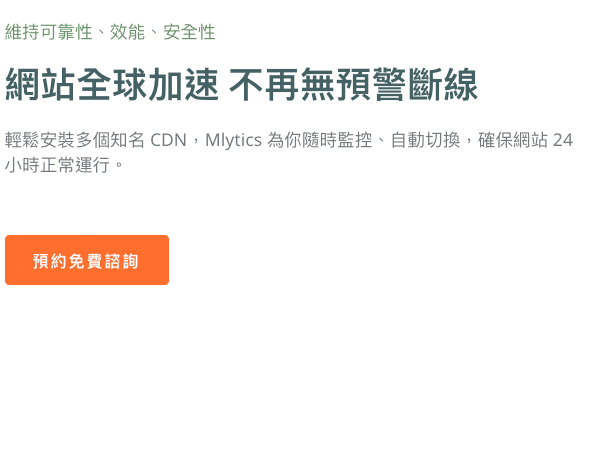 維持可靠性、效能、安全性
網站全球加速 不再無預警斷線
輕鬆安裝多個知名 CDN，Mlytics 為你隨時監控、自動切換，確保網站 24
小時正常運行。
預約免費諮詢